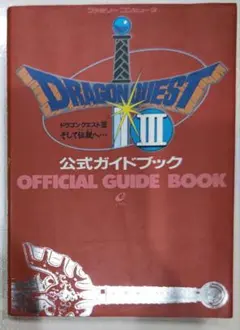 ファミリーコンピュータ
DRAGON QUEST
III
ドラゴンクエストIII
そして伝説へ…
公式ガイドブック
OFFICIAL GUIDE BOOK